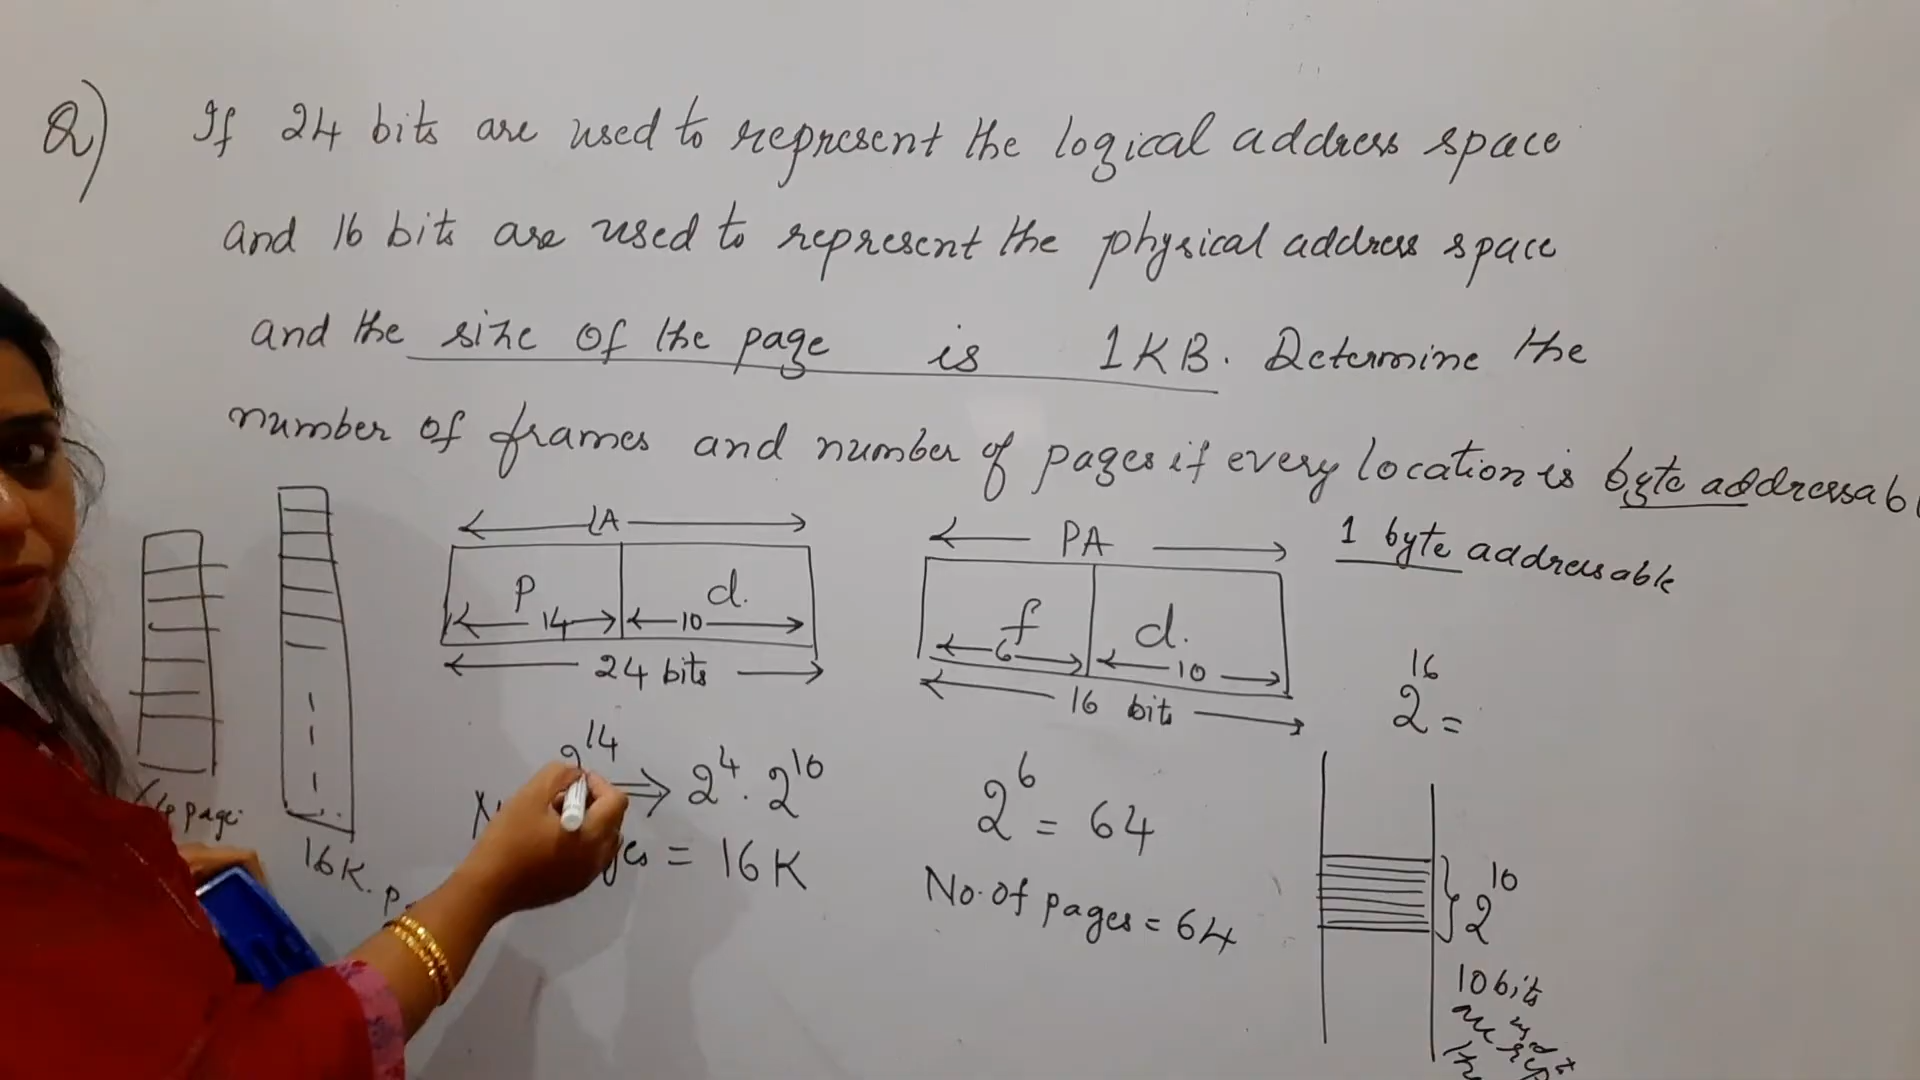 Q) If 24 bits are used to represent the logical address space
and 16 bits are used to represent the physical address space
and the size of the page is 1KB. Determine the
number of frames and number of pages if every location is byte addressabl
1 byte addressable
LA
P d.
14 10
24 bits
PA
f d.
6 10
16 bit
2^16 =
2^14 ⇒ 2^4 . 2^10
= 16K
2^6 = 64
No. of pages = 64
page
16K.
2^10
10 bits